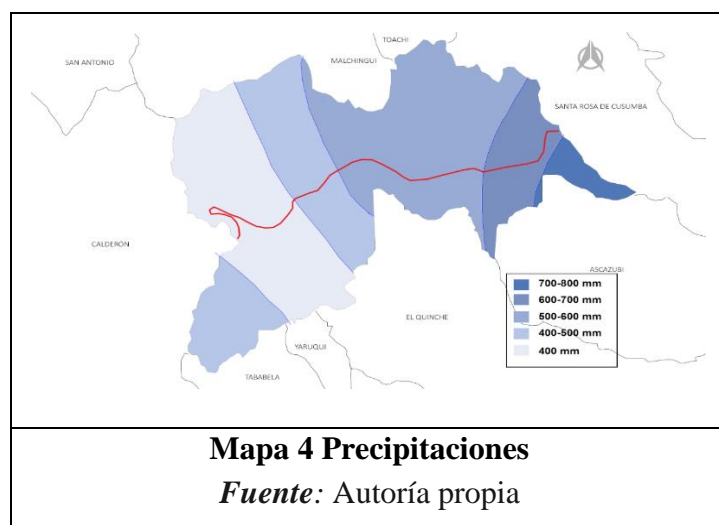 TOACHI
SAN ANTONIO
MALCHINGUI
SANTA ROSA DE CUSUMBA
CALDERÓN
ASCAZUBI
700-800 mm
600-700 mm
500-600 mm
400-500 mm
400 mm
EL QUINCHE
YARUQUI
TABABELA
Mapa 4 Precipitaciones
Fuente: Autoría propia